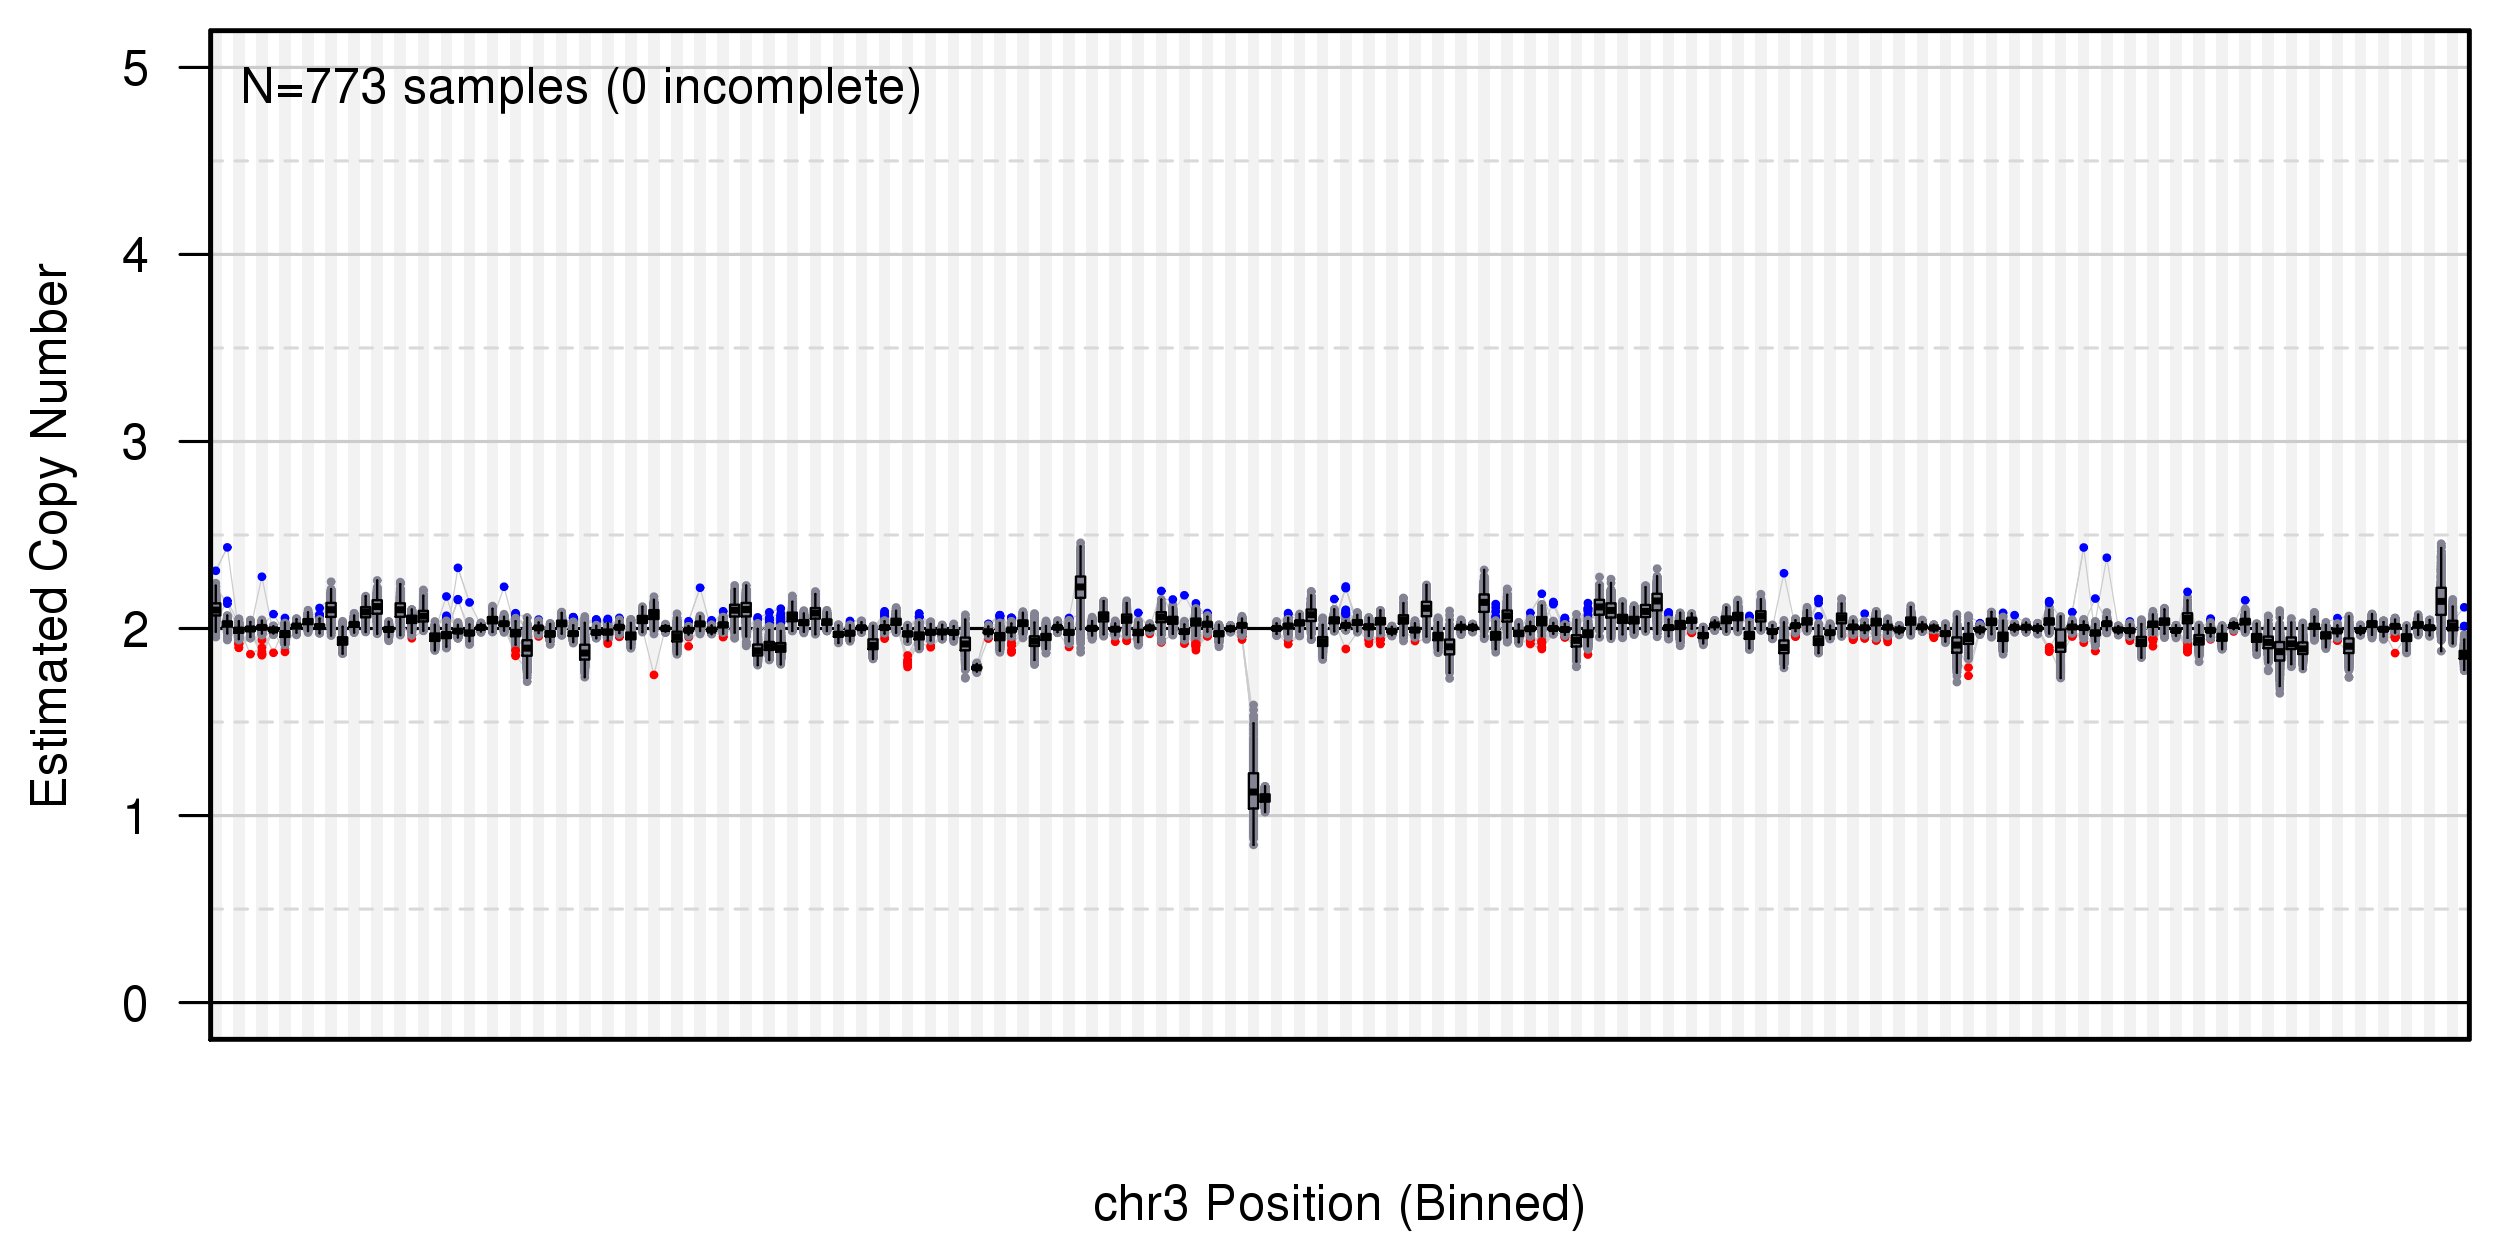 N=773 samples (0 incomplete)
Estimated Copy Number
5
4
3
2
1
0
chr3 Position (Binned)